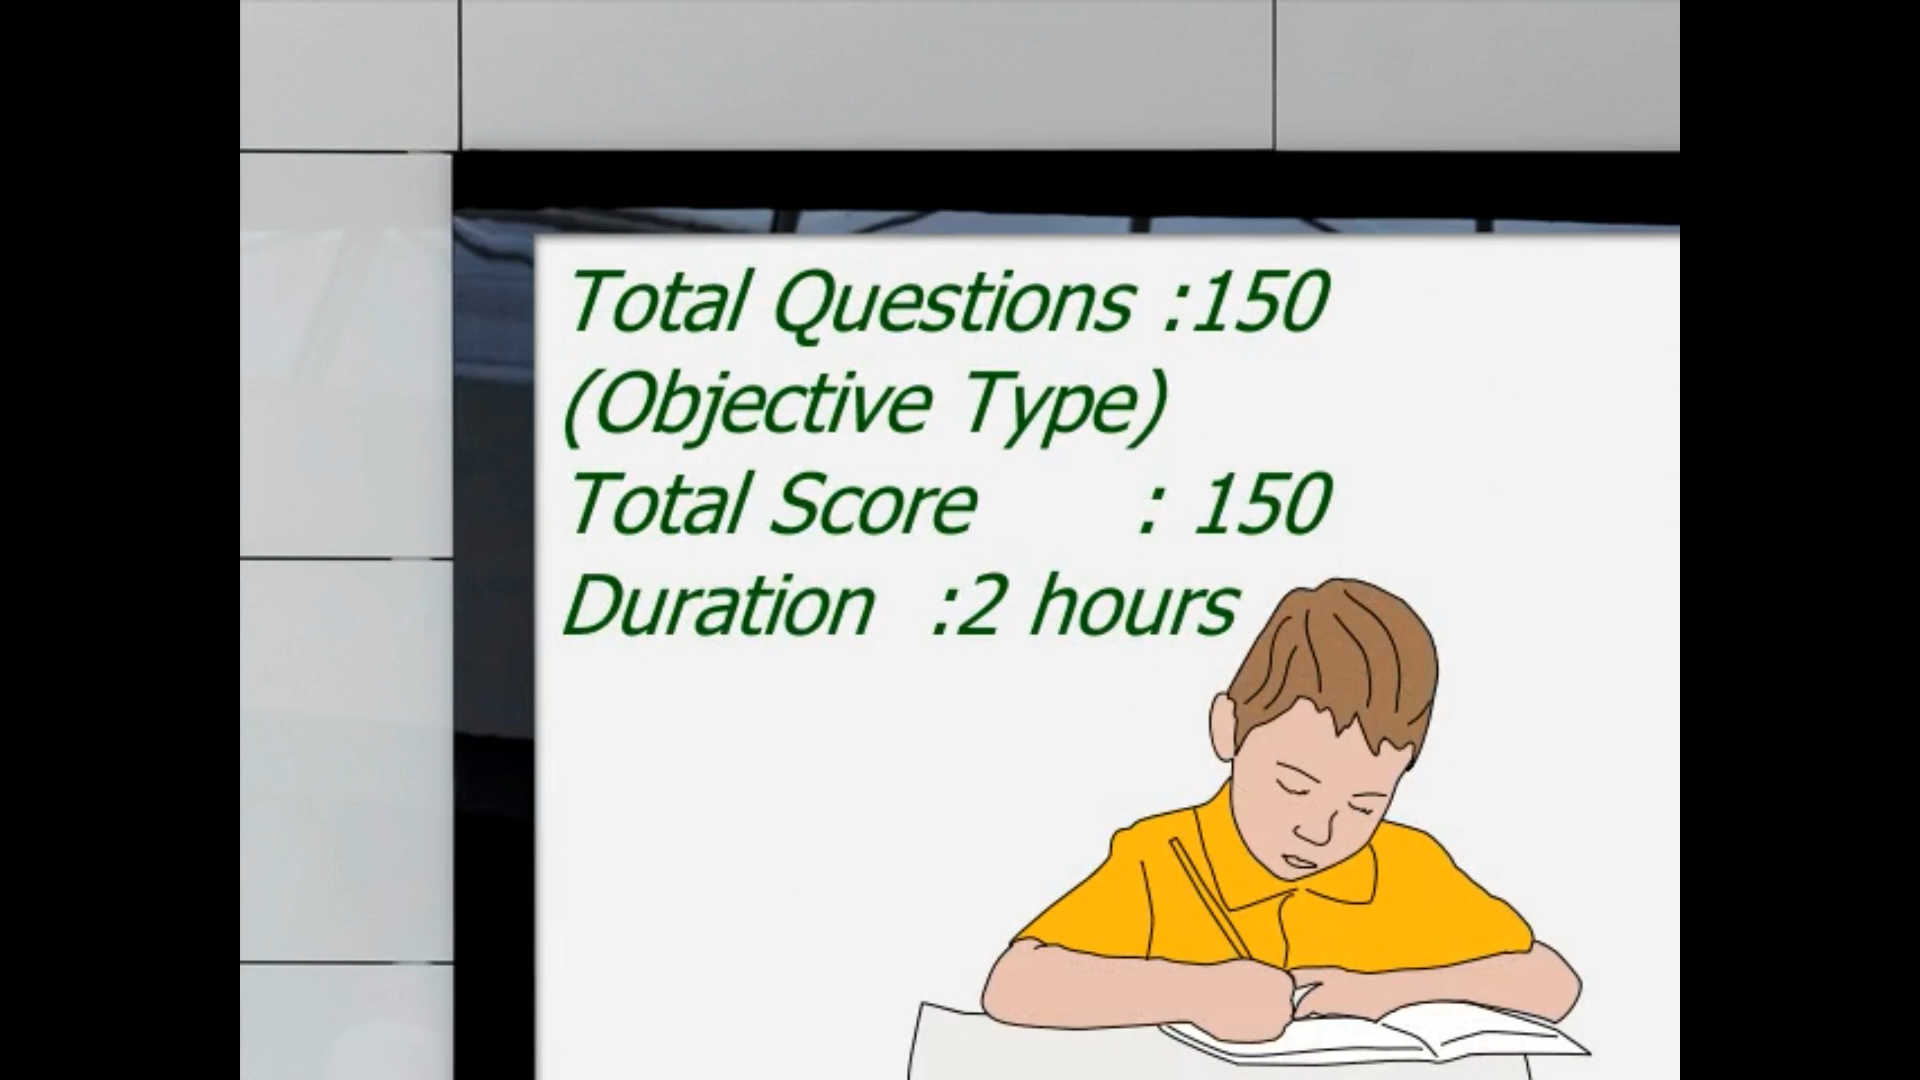 Total Questions :150
(Objective Type)
Total Score : 150
Duration :2 hours